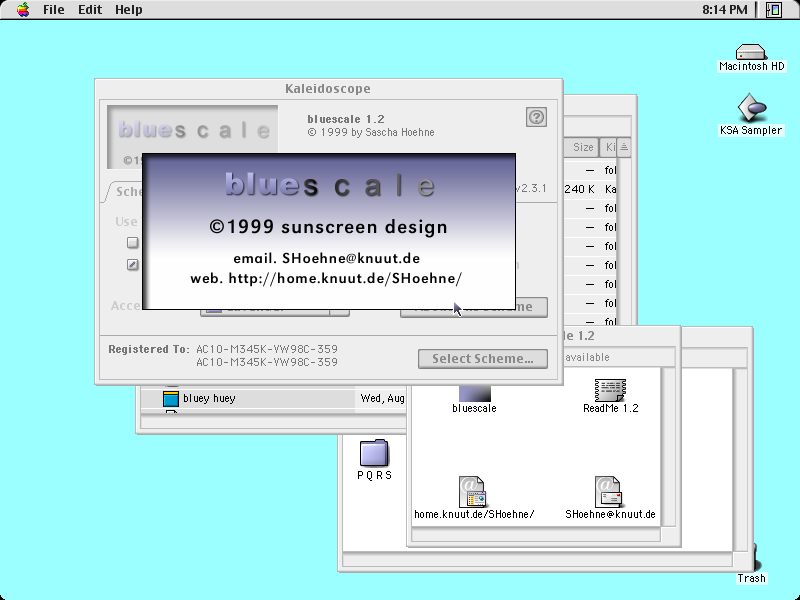 File Edit Help
8:14 PM
Macintosh HD
KSA Sampler
Kaleidoscope
bluescale
bluescale 1.2
© 1999 by Sascha Hoehne
?
©1
Size Ki
— fol
240 K Ka
— fol
— fol
— fol
— fol
— fol
— fol
— fol
Sche
v2.3.1
Use
Acce
bluescale
©1999 sunscreen design
email. SHoehne@knuut.de
web. http://home.knuut.de/SHoehne/
Registered To: AC10-M345K-VW98C-359
AC10-M345K-VW98C-359
Select Scheme...
le 1.2
available
bluey huey
Wed, Aug
bluescale
ReadMe 1.2
PQRS
home.knuut.de/SHoehne/
SHoehne@knuut.de
Trash